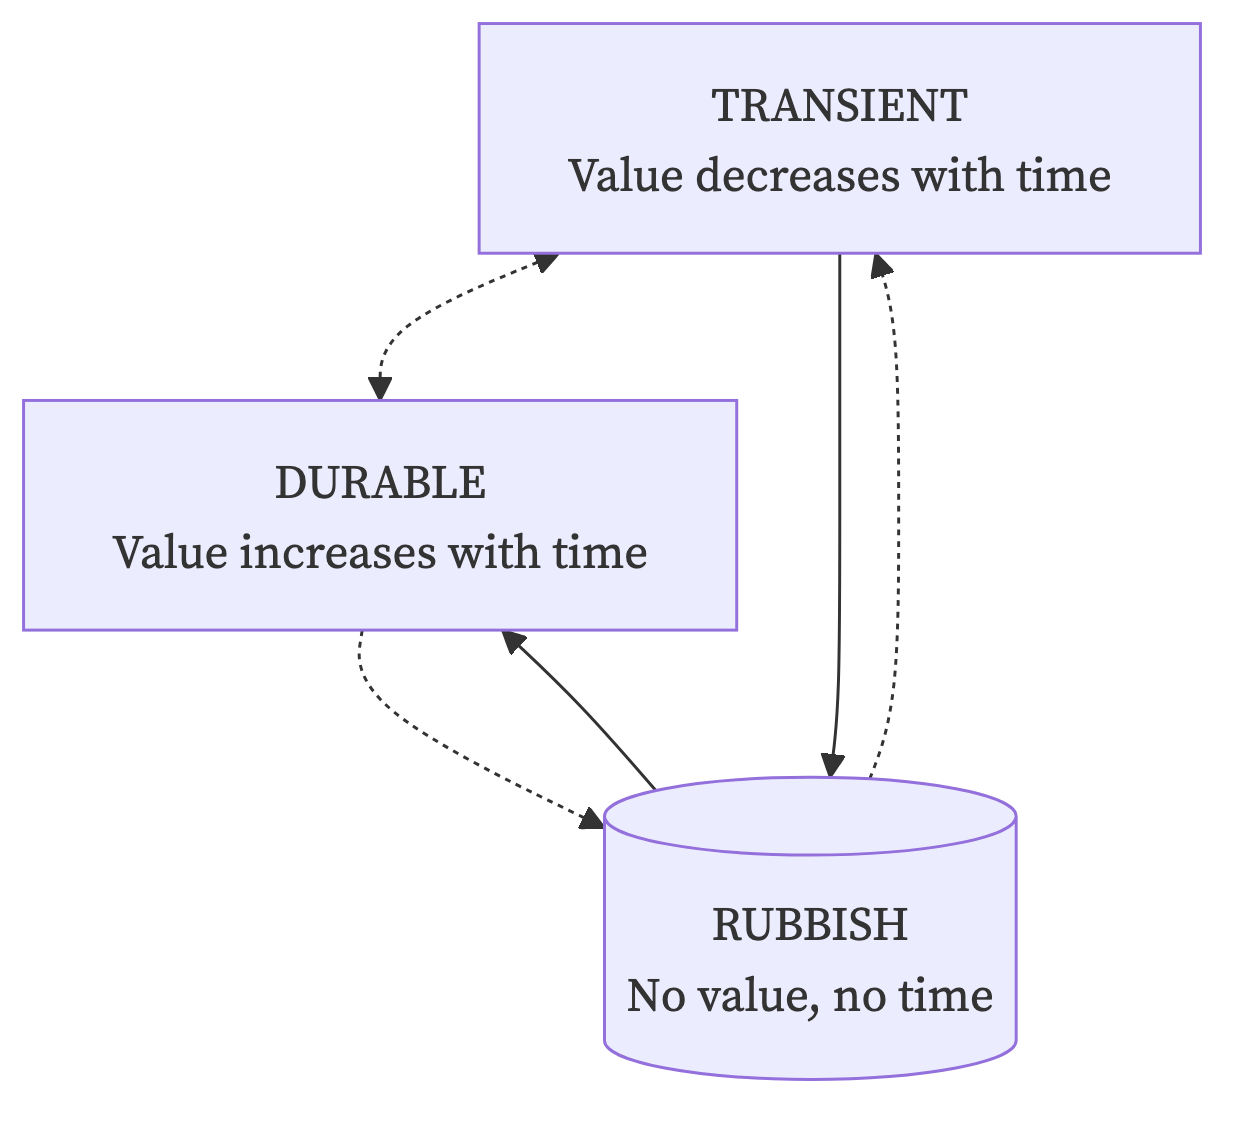 TRANSIENT
Value decreases with time
DURABLE
Value increases with time
RUBBISH
No value, no time